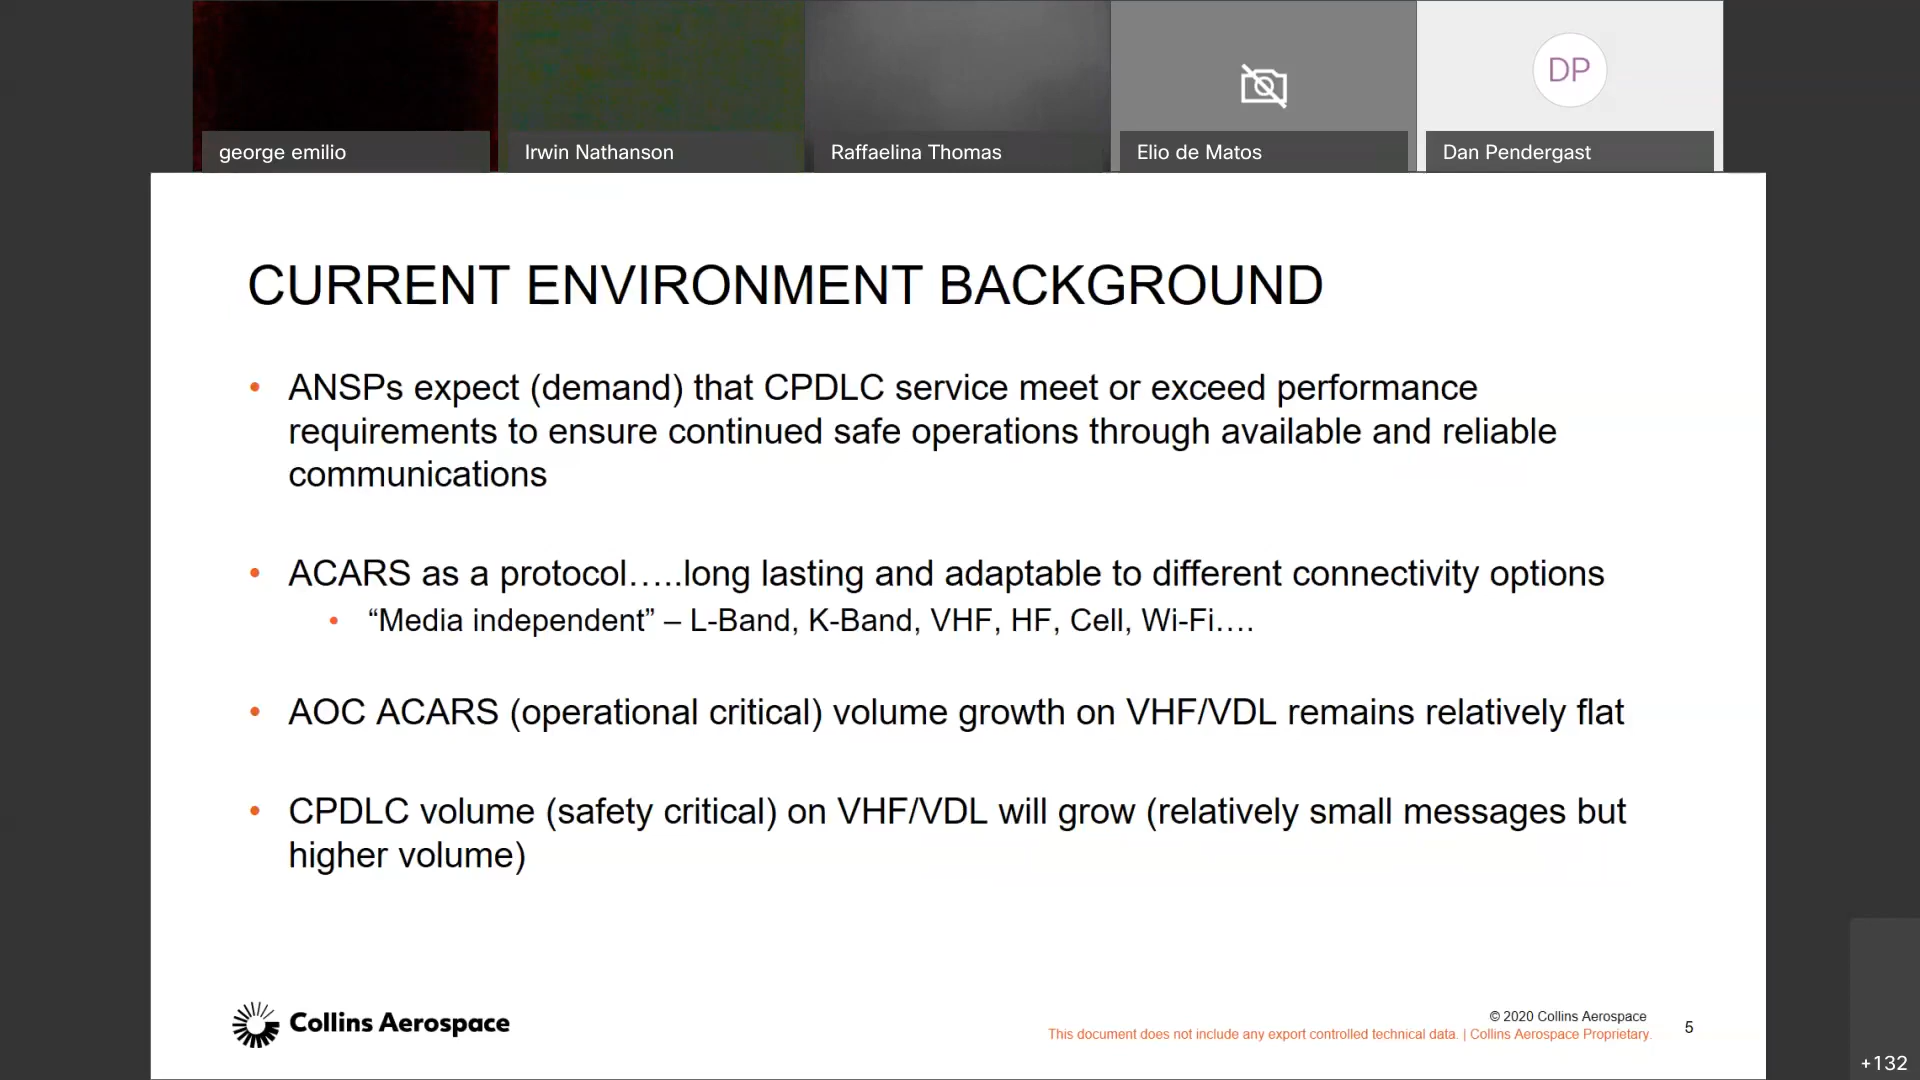 george emilio
Irwin Nathanson
Raffaelina Thomas
Elio de Matos
DP
Dan Pendergast
CURRENT ENVIRONMENT BACKGROUND
• ANSPs expect (demand) that CPDLC service meet or exceed performance
requirements to ensure continued safe operations through available and reliable
communications
• ACARS as a protocol…..long lasting and adaptable to different connectivity options
• “Media independent” – L-Band, K-Band, VHF, HF, Cell, Wi-Fi….
• AOC ACARS (operational critical) volume growth on VHF/VDL remains relatively flat
• CPDLC volume (safety critical) on VHF/VDL will grow (relatively small messages but
higher volume)
Collins Aerospace
© 2020 Collins Aerospace
This document does not include any export controlled technical data. | Collins Aerospace Proprietary.
5
+132